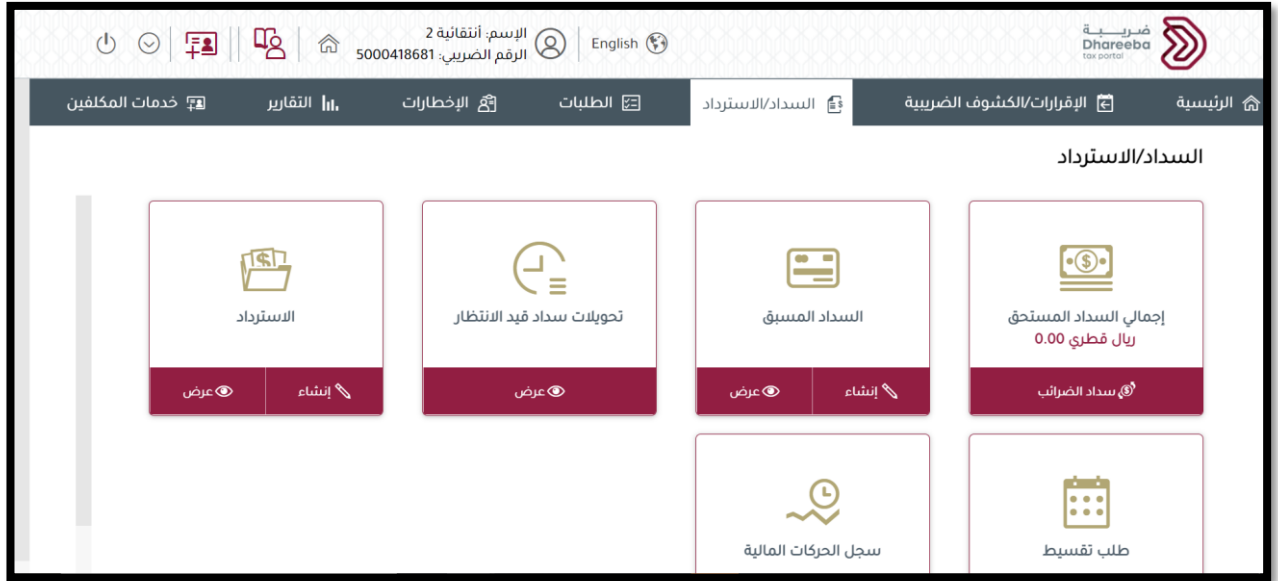 ضريبة
Dhareeba
tax portal
English
الإسم: أنتقائية 2
الرقم الضريبي: 5000418681
الرئيسية
الإقرارات/الكشوف الضريبية
السداد/الاسترداد
الطلبات
الإخطارات
التقارير
خدمات المكلفين
السداد/الاسترداد
إجمالي السداد المستحق
ريال قطري 0.00
سداد الضرائب
السداد المسبق
إنشاء
عرض
تحويلات سداد قيد الانتظار
عرض
الاسترداد
إنشاء
عرض
طلب تقسيط
سجل الحركات المالية